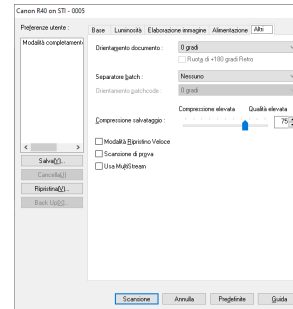 Canon R40 on STI - 0005
Preferenze utente :
Modalità completament
Salva(V)...
Cancella(J)
Ripristina(V)...
Back Up(G)...
Base Luminosità Elaborazione immagine Alimentazione Altri
Orientamento documento : 0 gradi
Ruota di +180 gradi Retro
Separatore batch : Nessuno
Orientamento patchcode : 0 gradi
Compressione elevata Qualità elevata
Compressione salvataggio : 75
Modalità Ripristino Veloce
Scansione di prova
Usa MultiStream
Scansione Annulla Predefinite Guida